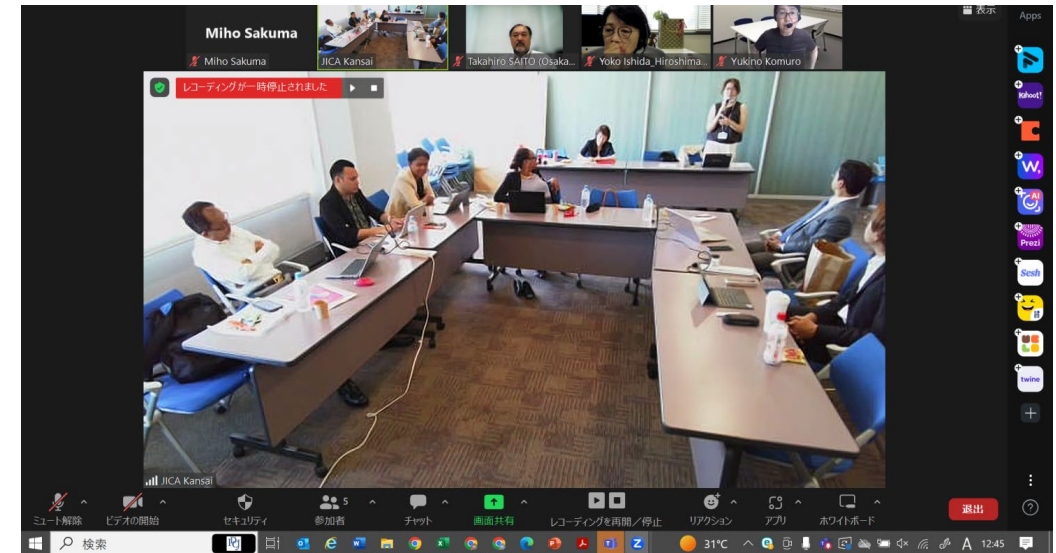 表示
Apps
Miho Sakuma
Miho Sakuma
JICA Kansai
Takahiro SAITO (Osaka...
Yoko Ishida_Hiroshima...
Yukino Komuro
レコーディングが一時停止されました
Kahoot!
W.
AI
Prezi
Sesh
twine
JICA Kansai
5
ミュート解除
ビデオの開始
セキュリティ
参加者
チャット
画面共有
レコーディングを再開/停止
リアクション
アプリ
ホワイトボード
退出
検索
31°C
A
12:45